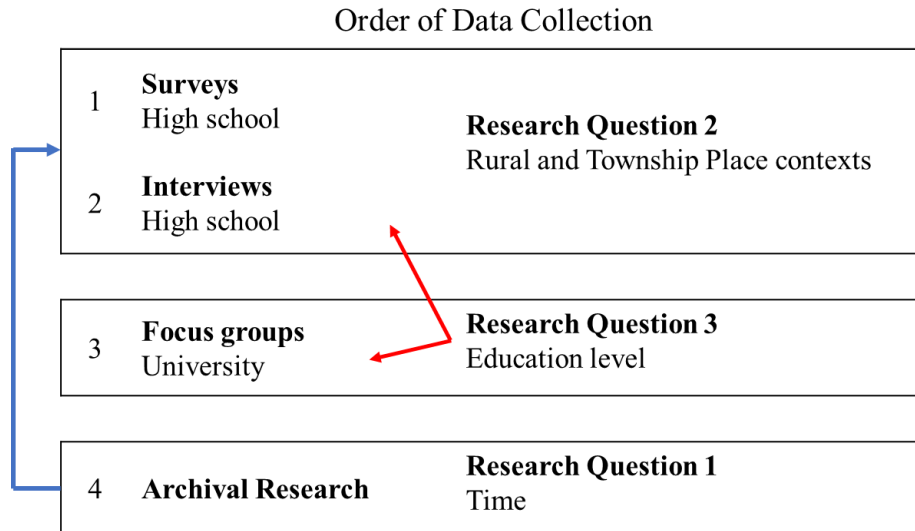 Order of Data Collection
1
Surveys
High school
2
Interviews
High school
Research Question 2
Rural and Township Place contexts
3
Focus groups
University
Research Question 3
Education level
4
Archival Research
Research Question 1
Time